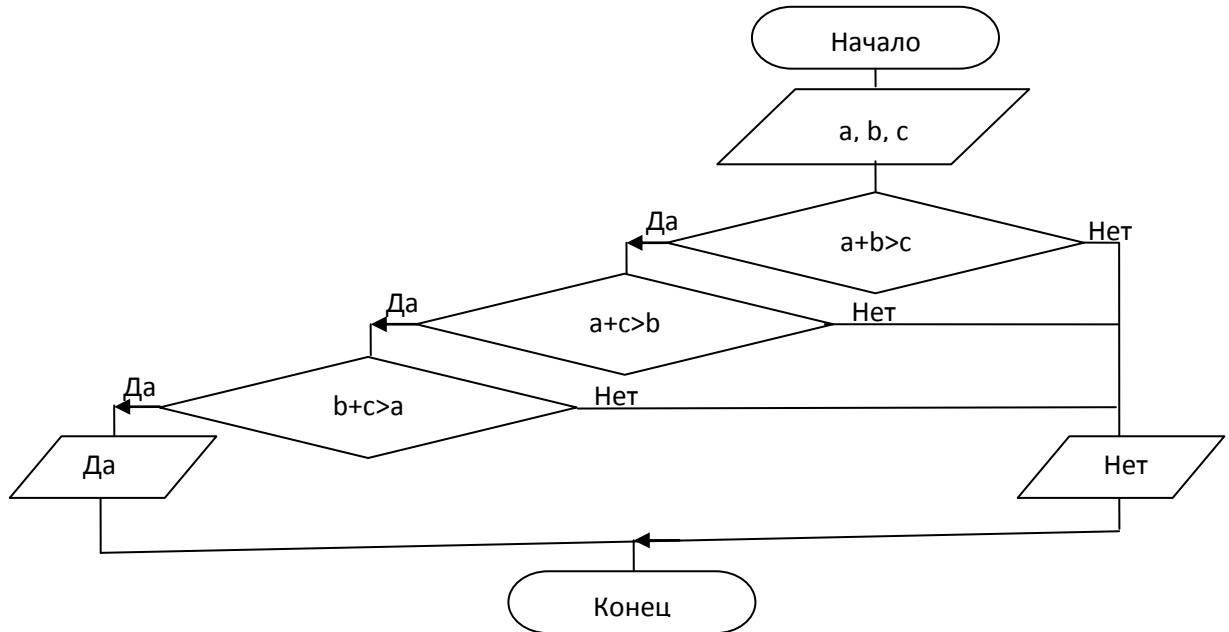 Начало
a, b, c
Да
a+b>c
Нет
Да
a+c>b
Нет
Да
b+c>a
Нет
Да
Нет
Конец